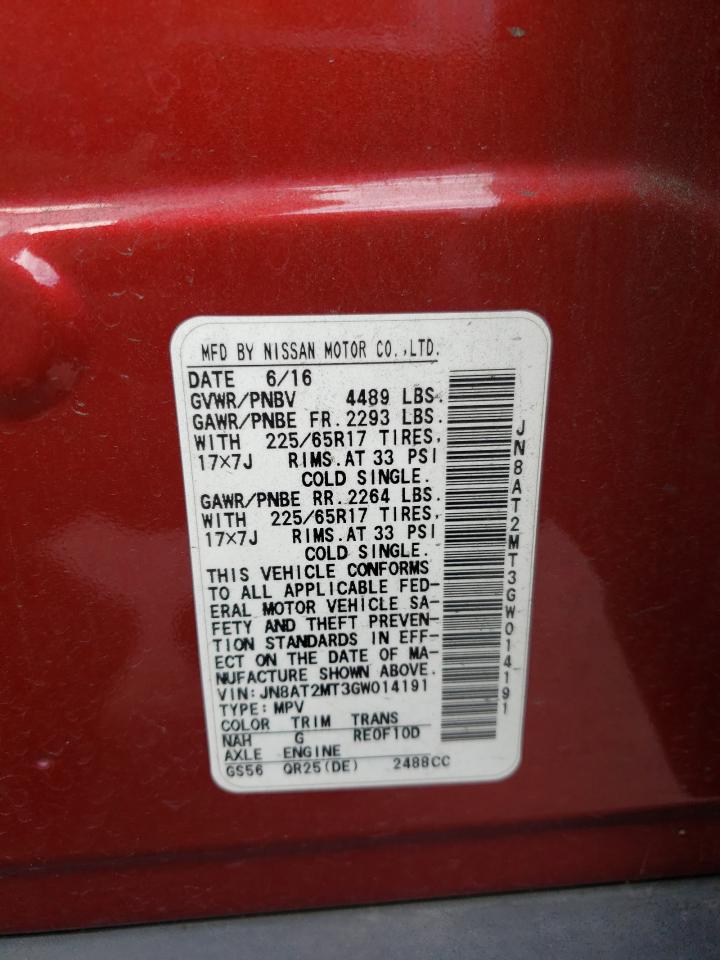 MFD BY NISSAN MOTOR CO.,LTD.
DATE 6/16
GVWR/PNBV 4489 LBS
GAWR/PNBE FR. 2293 LBS.
WITH 225/65R17 TIRES,
17×7J RIMS.AT 33 PSI
COLD SINGLE.
GAWR/PNBE RR. 2264 LBS.
WITH 225/65R17 TIRES,
17×7J RIMS.AT 33 PSI
COLD SINGLE.
THIS VEHICLE CONFORMS
TO ALL APPLICABLE FED-
ERAL MOTOR VEHICLE SA-
FETY AND THEFT PREVEN-
TION STANDARDS IN EFF-
ECT ON THE DATE OF MA-
NUFACTURE SHOWN ABOVE.
VIN: JN8AT2MT3GW014191
TYPE: MPV
COLOR TRIM TRANS
NAH G RE0F10D
AXLE ENGINE
GS56 QR25(DE) 2488CC
JN8AT2MT3GW014191